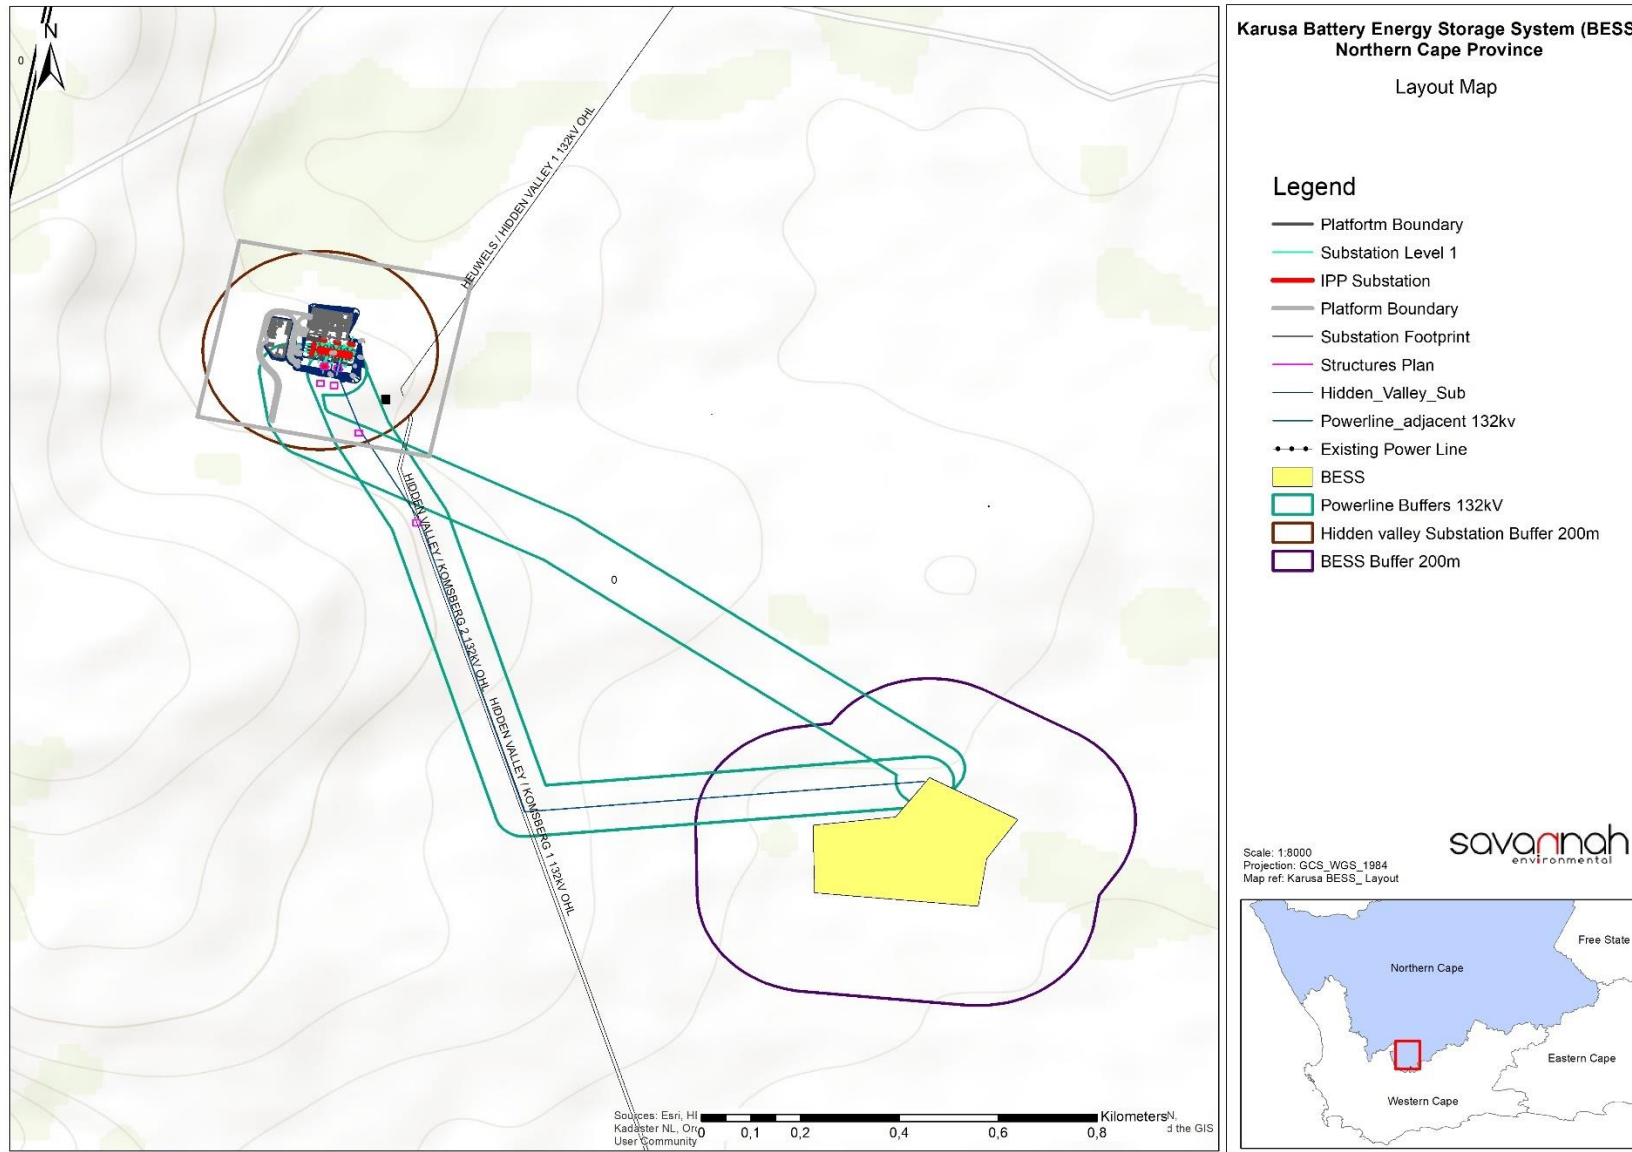 N
0
HEUWELS / HIDDEN VALLEY 1 132kV OHL
HIDDEN VALLEY / KOMSBERG 2 132kV OHL
HIDDEN VALLEY / KOMSBERG 1 132kV OHL
0
Sources: Esri, HE
Kadaster NL, Ord
User Community
N,
d the GIS
Kilometers
0 0,1 0,2 0,4 0,6 0,8
Karusa Battery Energy Storage System (BESS
Northern Cape Province
Layout Map
Legend
Platfortm Boundary
Substation Level 1
IPP Substation
Platform Boundary
Substation Footprint
Structures Plan
Hidden_Valley_Sub
Powerline_adjacent 132kv
Existing Power Line
BESS
Powerline Buffers 132kV
Hidden valley Substation Buffer 200m
BESS Buffer 200m
savannah
environmental
Scale: 1:8000
Projection: GCS_WGS_1984
Map ref: Karusa BESS_ Layout
Free State
Northern Cape
Eastern Cape
Western Cape